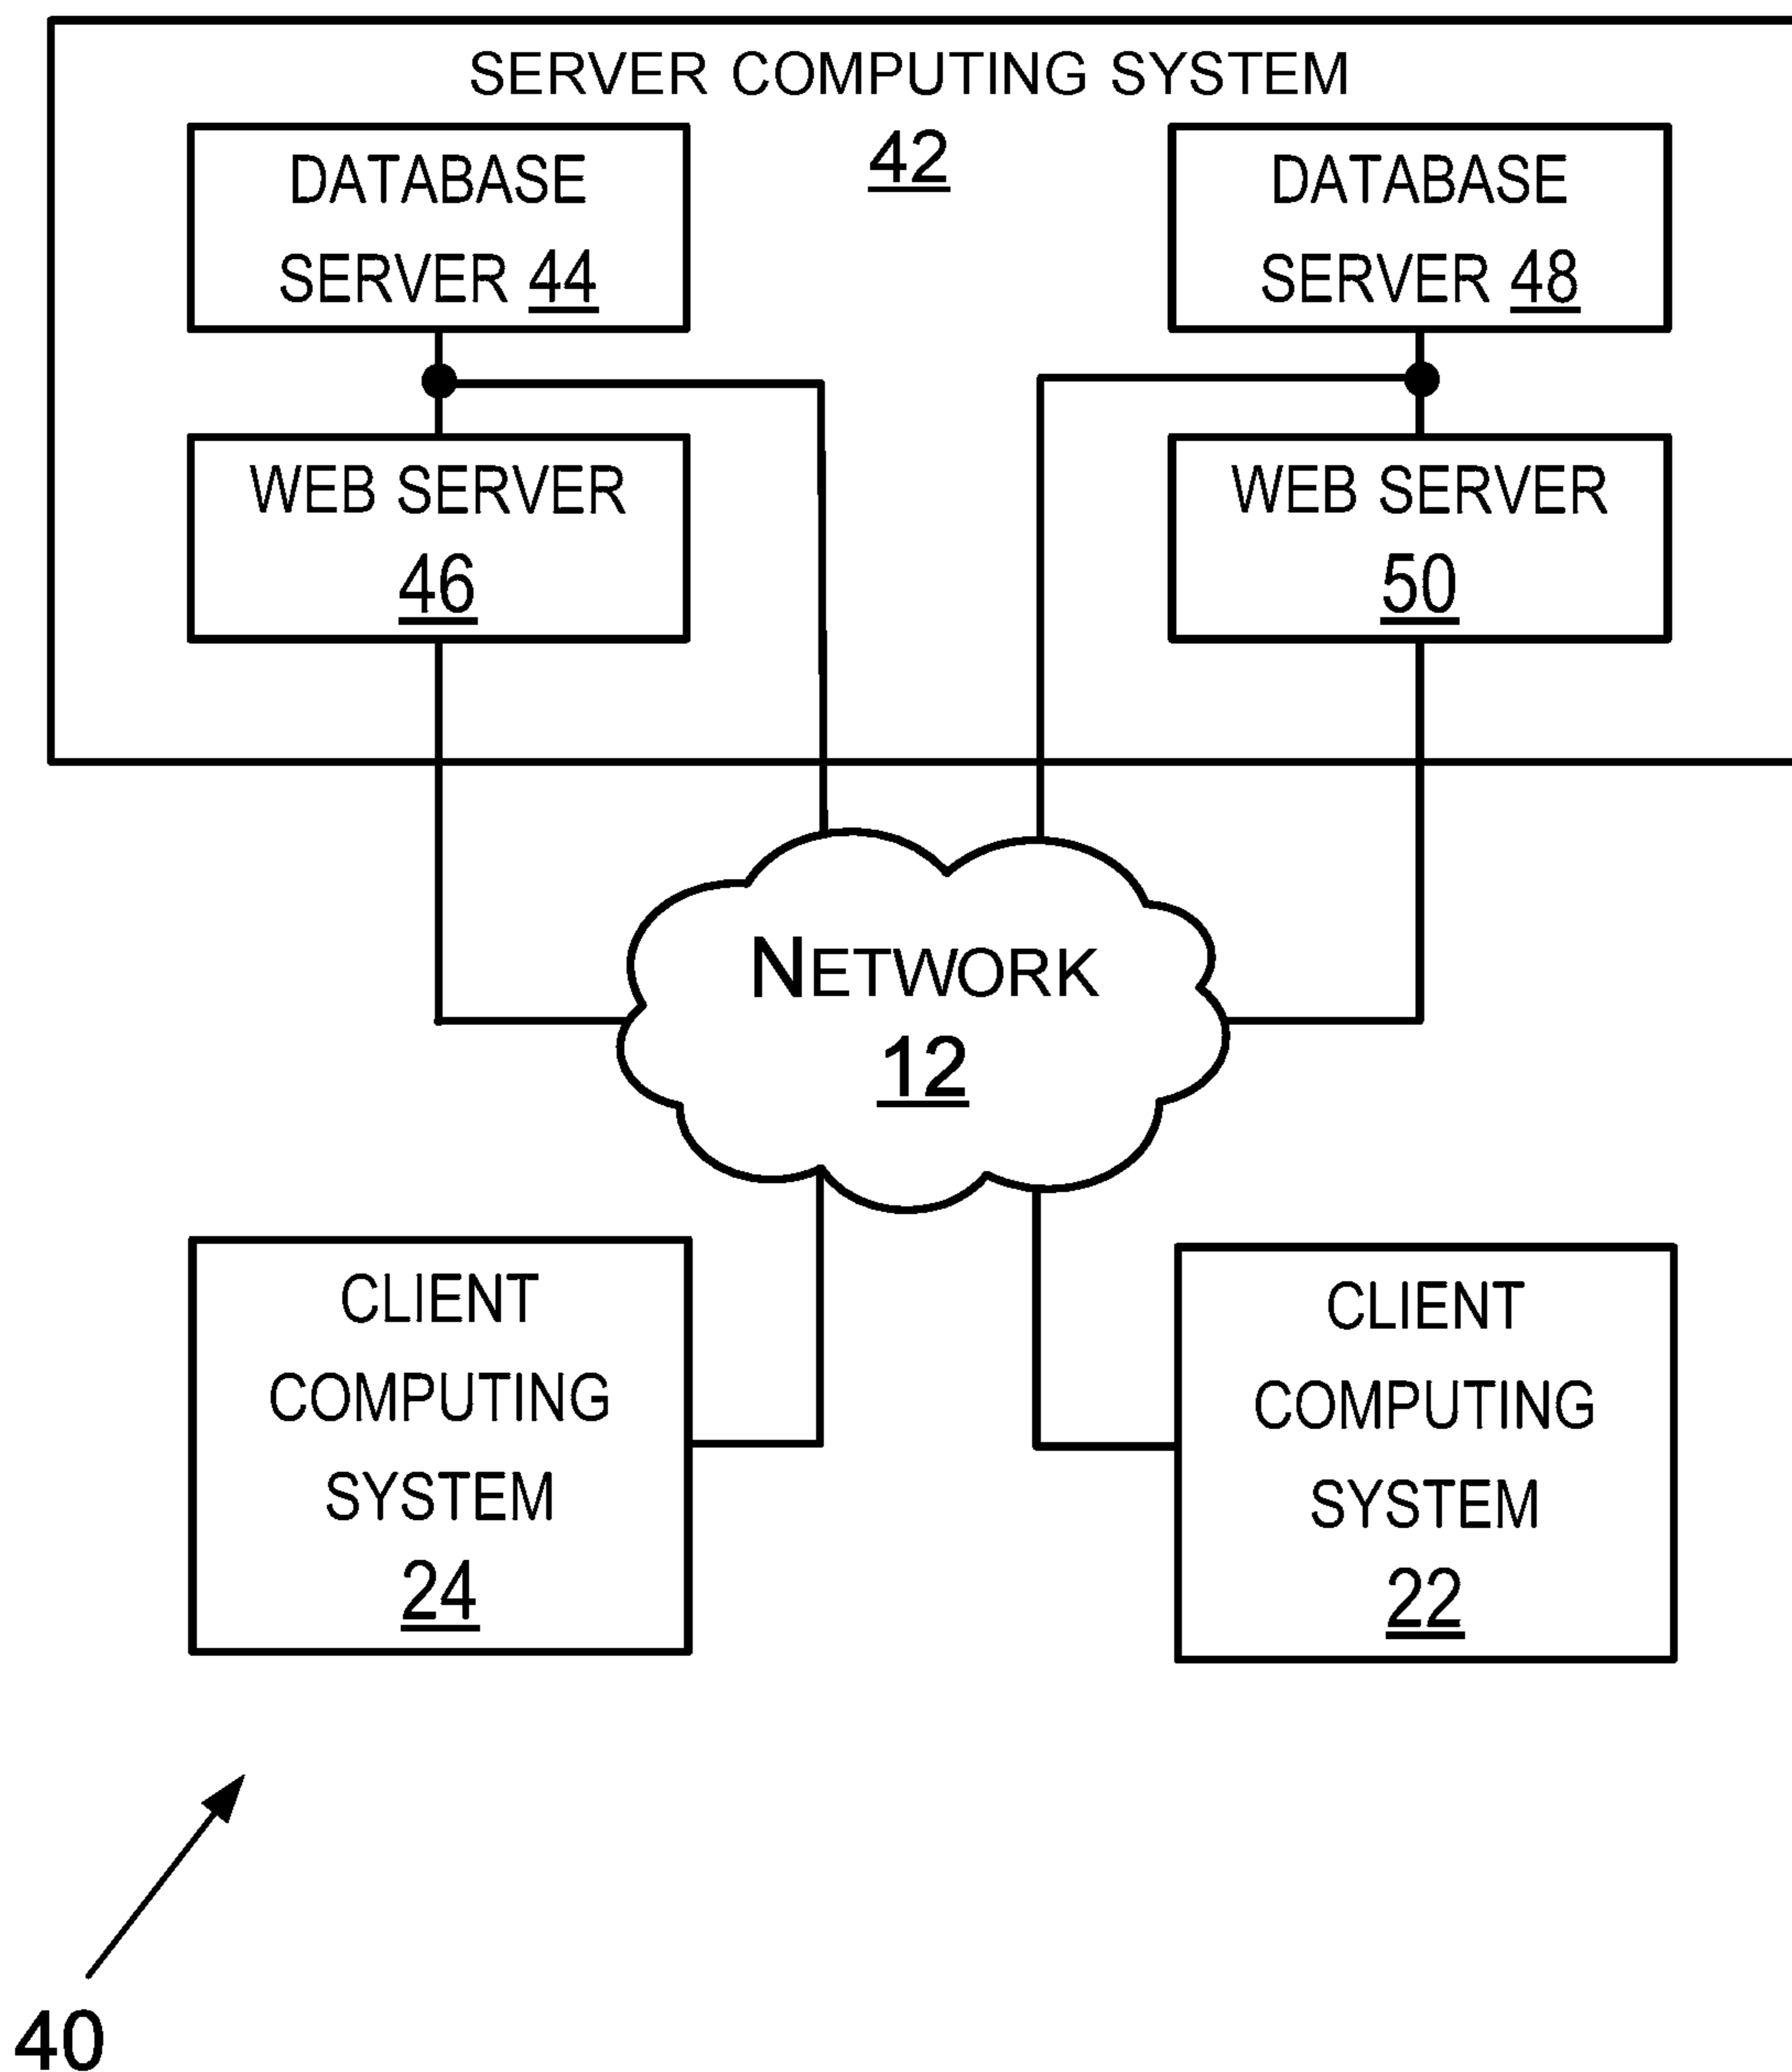 SERVER COMPUTING SYSTEM
42
DATABASE
SERVER 44
DATABASE
SERVER 48
WEB SERVER
46
WEB SERVER
50
NETWORK
12
CLIENT
COMPUTING
SYSTEM
24
CLIENT
COMPUTING
SYSTEM
22
40